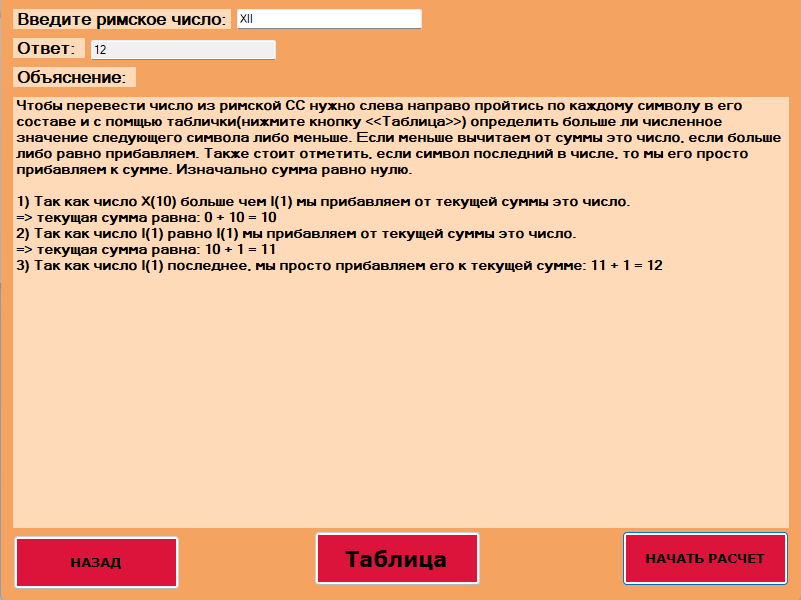 Введите римское число: XII
Ответ: 12
Объяснение:
Чтобы перевести число из римской СС нужно слева направо пройтись по каждому символу в его
составе и с помщью таблички(нижмите кнопку <<Таблица>>) определить больше ли численное
значение следующего символа либо меньше. Если меньше вычитаем от суммы это число, если больше
либо равно прибавляем. Также стоит отметить, если символ последний в числе, то мы его просто
прибавляем к сумме. Изначально сумма равно нулю.
1) Так как число X(10) больше чем I(1) мы прибавляем от текущей суммы это число.
=> текущая сумма равна: 0 + 10 = 10
2) Так как число I(1) равно I(1) мы прибавляем от текущей суммы это число.
=> текущая сумма равна: 10 + 1 = 11
3) Так как число I(1) последнее, мы просто прибавляем его к текущей сумме: 11 + 1 = 12
НАЗАД
Таблица
НАЧАТЬ РАСЧЕТ